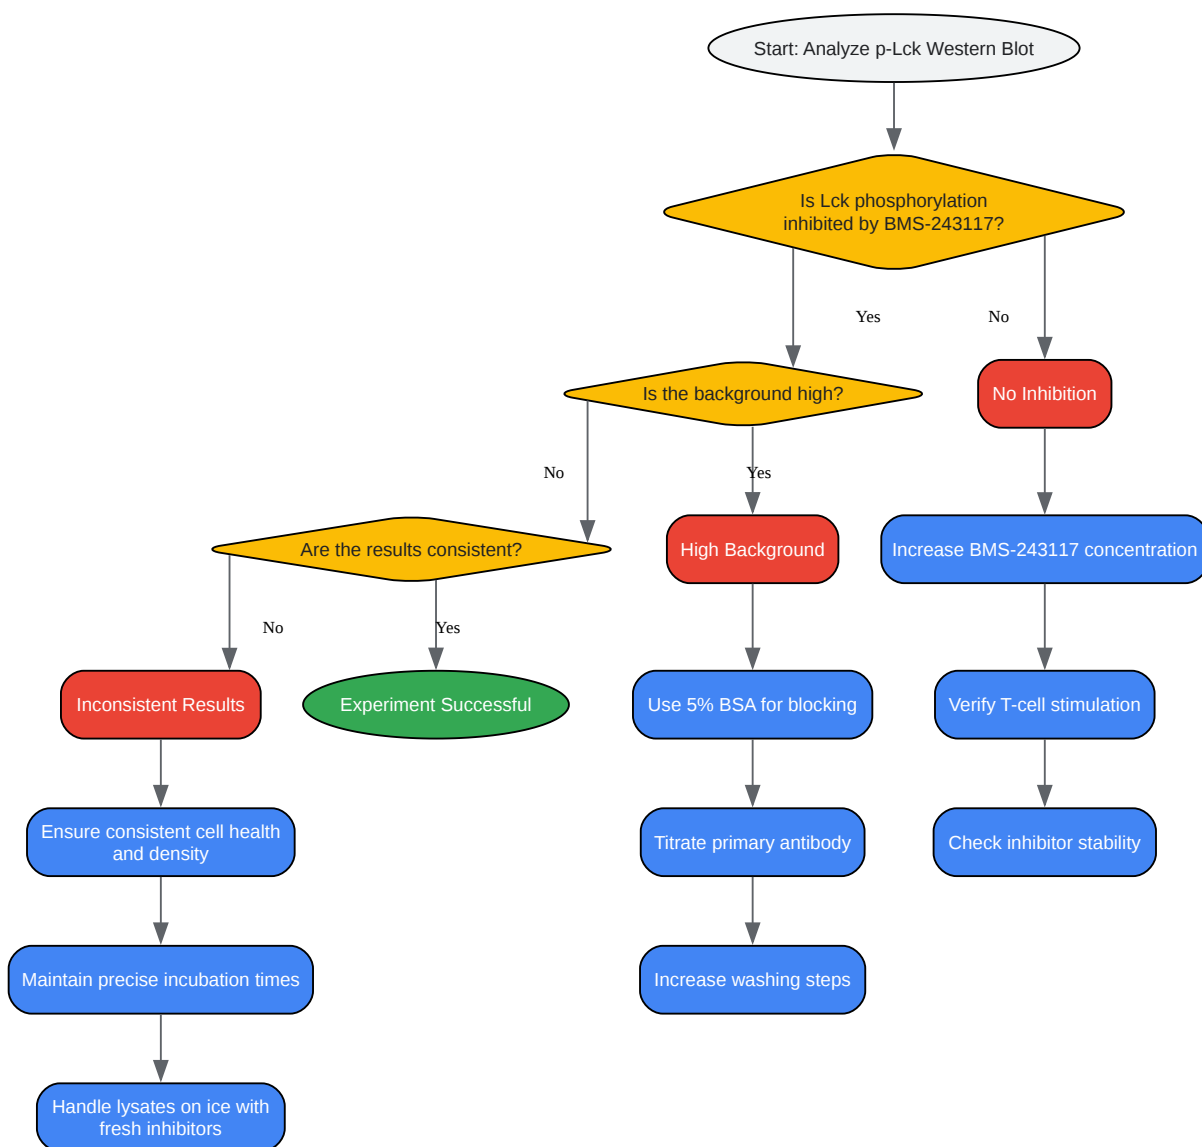 Start: Analyze p-Lck Western Blot
Is Lck phosphorylation
inhibited by BMS-243117?
Yes
No
Is the background high?
No Inhibition
No
Yes
Are the results consistent?
High Background
Increase BMS-243117 concentration
No
Yes
Inconsistent Results
Experiment Successful
Use 5% BSA for blocking
Verify T-cell stimulation
Ensure consistent cell health
and density
Titrate primary antibody
Check inhibitor stability
Maintain precise incubation times
Increase washing steps
Handle lysates on ice with
fresh inhibitors